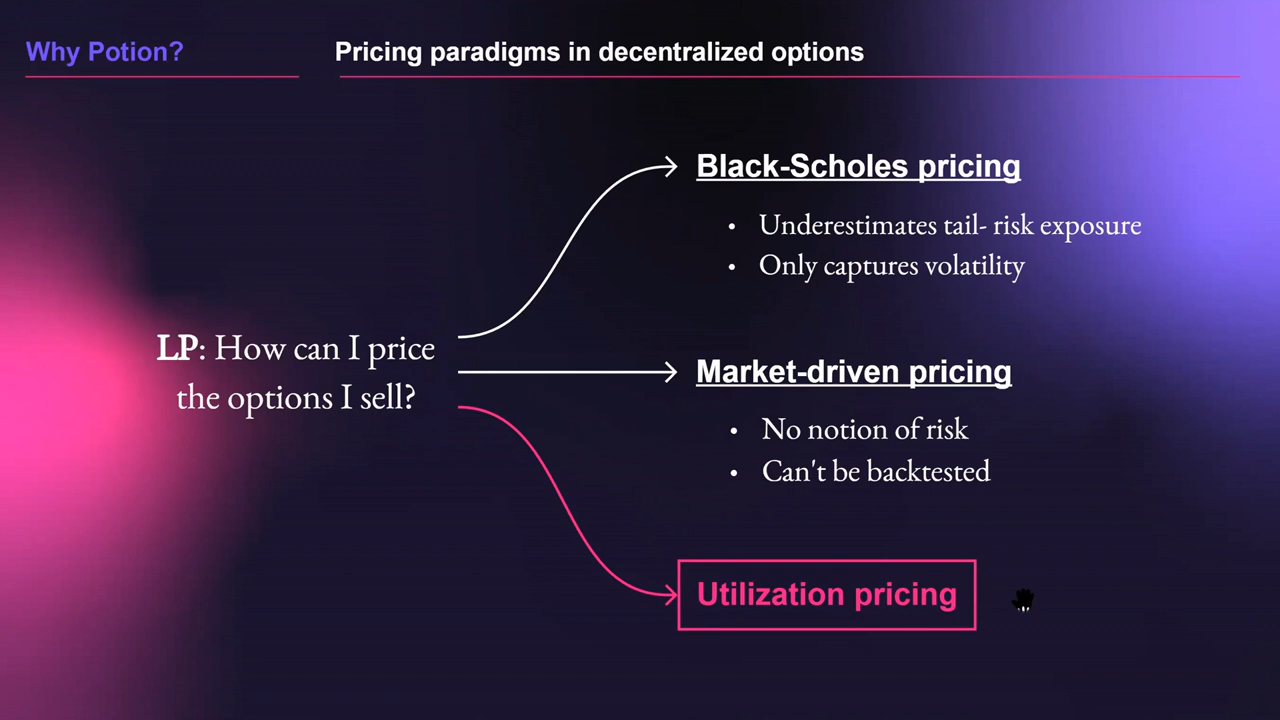 Why Potion?
Pricing paradigms in decentralized options
Black-Scholes pricing
• Underestimates tail- risk exposure
• Only captures volatility
LP: How can I price
the options I sell?
Market-driven pricing
• No notion of risk
• Can't be backtested
Utilization pricing